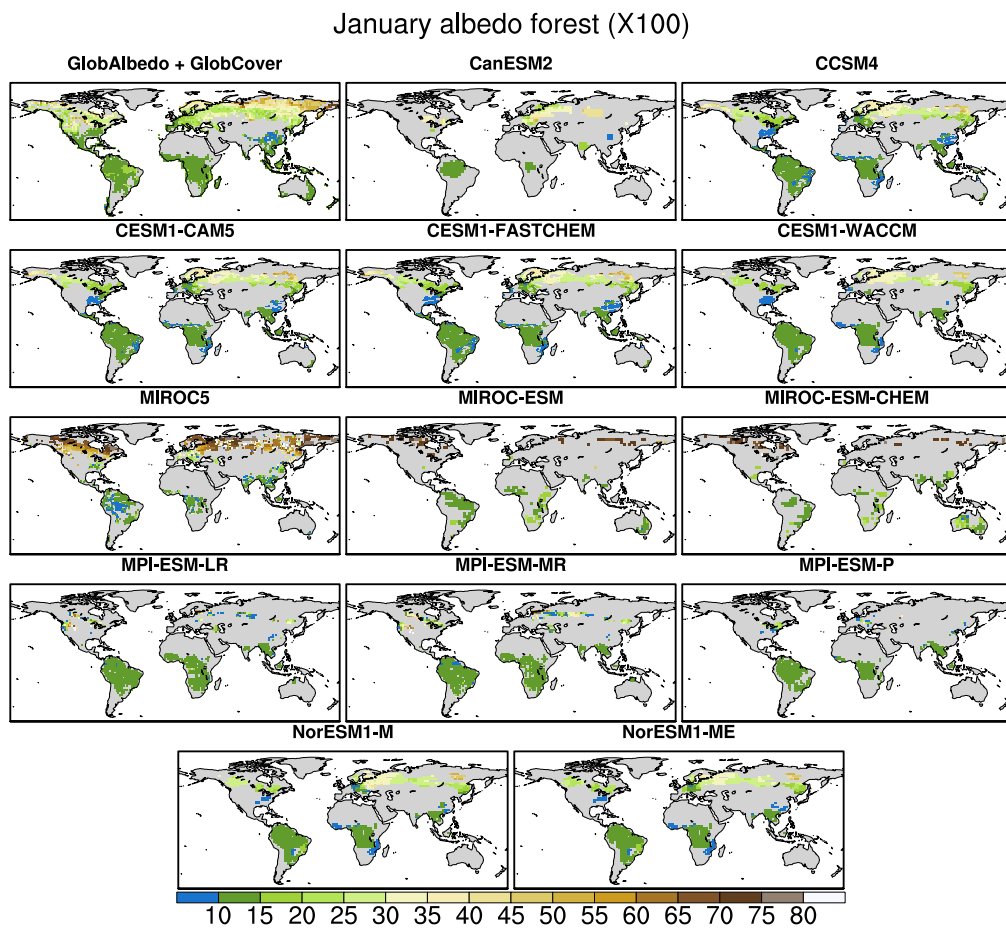 January albedo forest (X100)
GlobAlbedo + GlobCover CanESM2 CCSM4
CESM1-CAM5 CESM1-FASTCHEM CESM1-WACCM
MIROC5 MIROC-ESM MIROC-ESM-CHEM
MPI-ESM-LR MPI-ESM-MR MPI-ESM-P
NorESM1-M NorESM1-ME
10 15 20 25 30 35 40 45 50 55 60 65 70 75 80